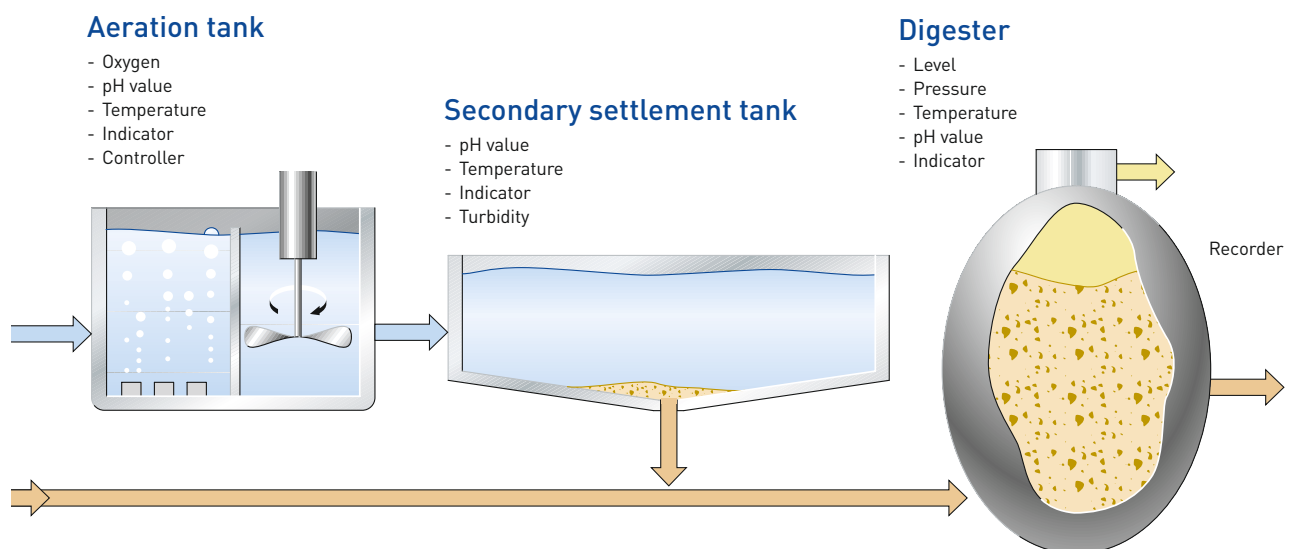 Aeration tank
- Oxygen
- pH value
- Temperature
- Indicator
- Controller
Secondary settlement tank
- pH value
- Temperature
- Indicator
- Turbidity
Digester
- Level
- Pressure
- Temperature
- pH value
- Indicator
Recorder